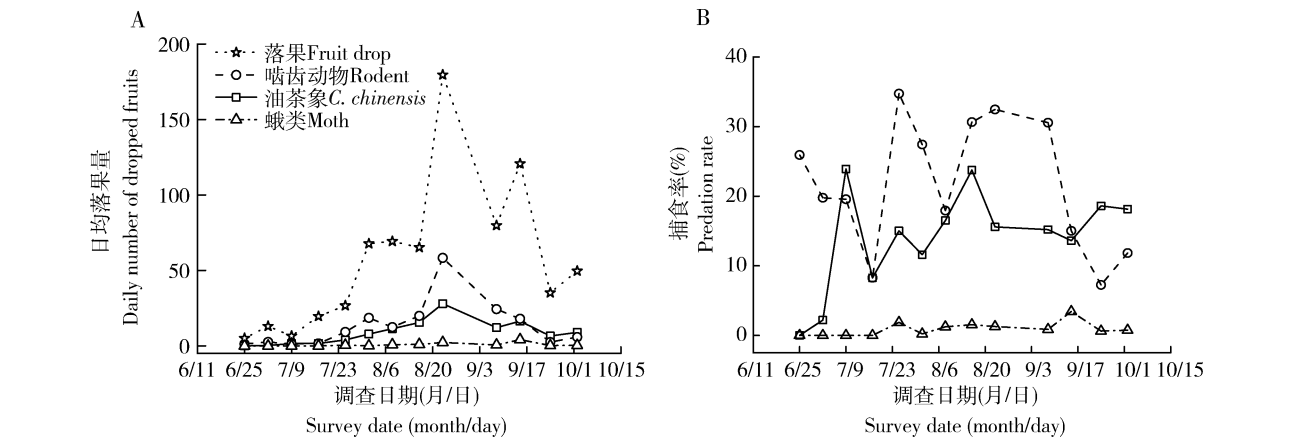 A
200
150
100
50
0
日均落果量
Daily number of dropped fruits
落果Fruit drop
啮齿动物Rodent
油茶象C. chinensis
蛾类Moth
6/11 6/25 7/9 7/23 8/6 8/20 9/3 9/17 10/1 10/15
调查日期(月/日)
Survey date (month/day)
B
40
30
20
10
0
捕食率(%)
Predation rate
6/11 6/25 7/9 7/23 8/6 8/20 9/3 9/17 10/1 10/15
调查日期(月/日)
Survey date (month/day)